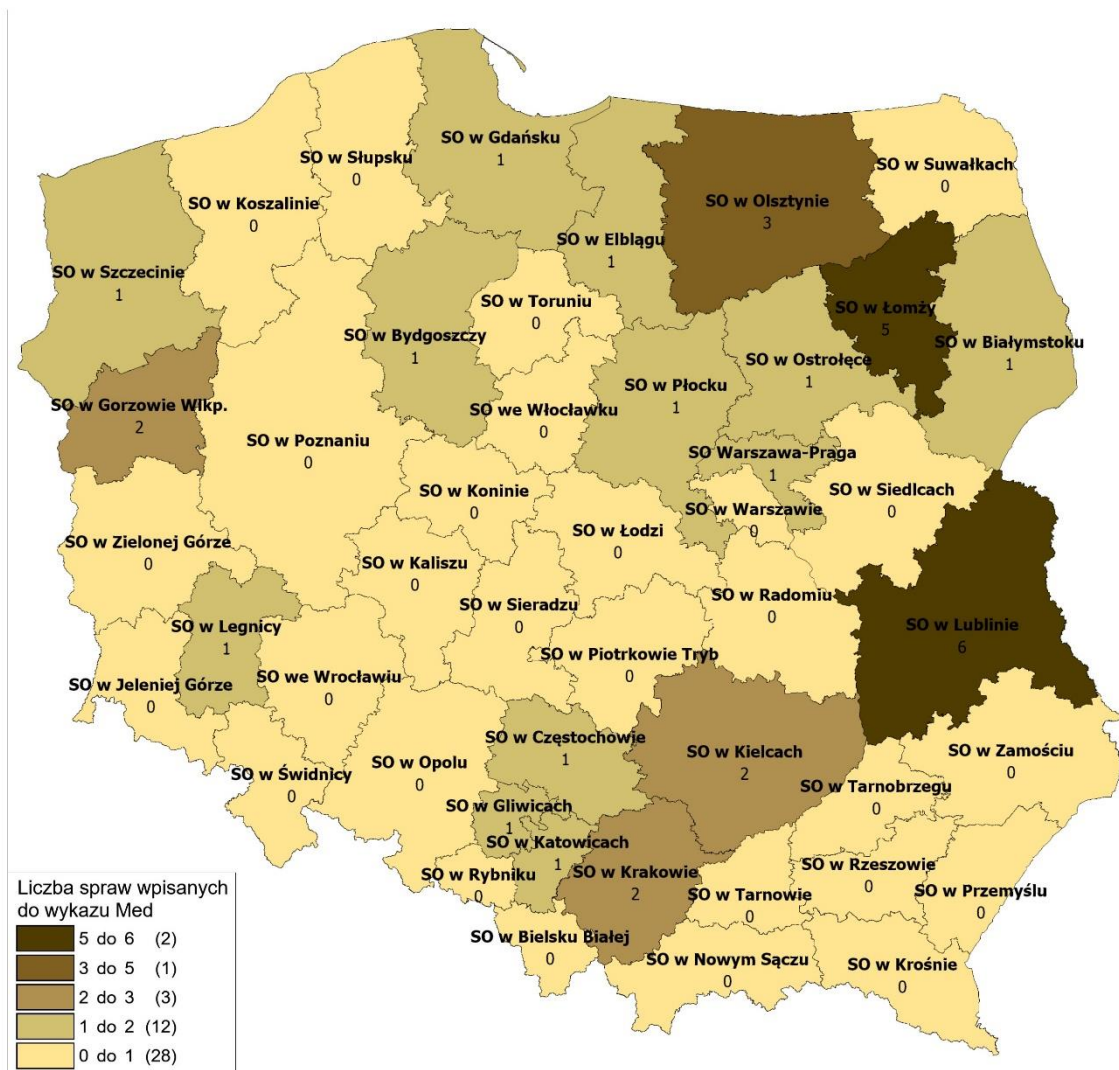 SO w Gdańsku
1
SO w Słupsku
0
SO w Suwałkach
0
SO w Koszalinie
0
SO w Olsztynie
3
SO w Elblągu
1
SO w Szczecinie
1
SO w Toruniu
0
SO w Łomży
5
SO w Bydgoszczy
1
SO w Białymstoku
1
SO w Ostrołęce
1
SO w Płocku
1
SO w Gorzowie Wlkp.
2
SO we Włocławku
0
SO w Poznaniu
0
SO Warszawa-Praga
1
SO w Siedlcach
0
SO w Koninie
0
SO w Warszawie
0
SO w Łodzi
0
SO w Zielonej Górze
0
SO w Kaliszu
0
SO w Radomiu
0
SO w Sieradzu
0
SO w Legnicy
1
SO w Lublinie
6
SO w Piotrkowie Tryb
0
SO we Wrocławiu
0
SO w Jeleniej Górze
0
SO w Częstochowie
1
SO w Kielcach
2
SO w Zamościu
0
SO w Opolu
0
SO w Świdnicy
0
SO w Tarnobrzegu
0
SO w Gliwicach
1
SO w Katowicach
1
SO w Rzeszowie
0
SO w Krakowie
2
SO w Rybniku
0
SO w Tarnowie
0
SO w Przemyślu
0
SO w Bielsku Białej
0
SO w Nowym Sączu
0
SO w Krośnie
0
Liczba spraw wpisanych
do wykazu Med
5 do 6 (2)
3 do 5 (1)
2 do 3 (3)
1 do 2 (12)
0 do 1 (28)